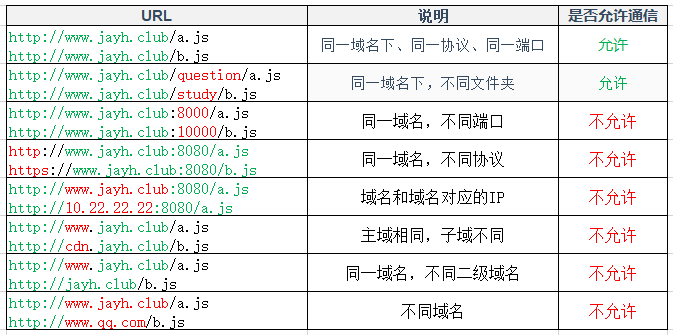 URL 说明 是否允许通信
http://www.jayh.club/a.js
http://www.jayh.club/b.js
同一域名下、同一协议、同一端口 允许
http://www.jayh.club/question/a.js
http://www.jayh.club/study/b.js
同一域名下，不同文件夹 允许
http://www.jayh.club:8000/a.js
http://www.jayh.club:10000/b.js
同一域名，不同端口 不允许
http://www.jayh.club:8080/a.js
https://www.jayh.club:8080/b.js
同一域名，不同协议 不允许
http://www.jayh.club:8080/a.js
http://10.22.22.22:8080/a.js
域名和域名对应的IP 不允许
http://www.jayh.club/a.js
http://cdn.jayh.club/b.js
主域相同，子域不同 不允许
http://www.jayh.club/a.js
http://jayh.club/b.js
同一域名，不同二级域名 不允许
http://www.jayh.club/a.js
http://www.qq.com/b.js
不同域名 不允许